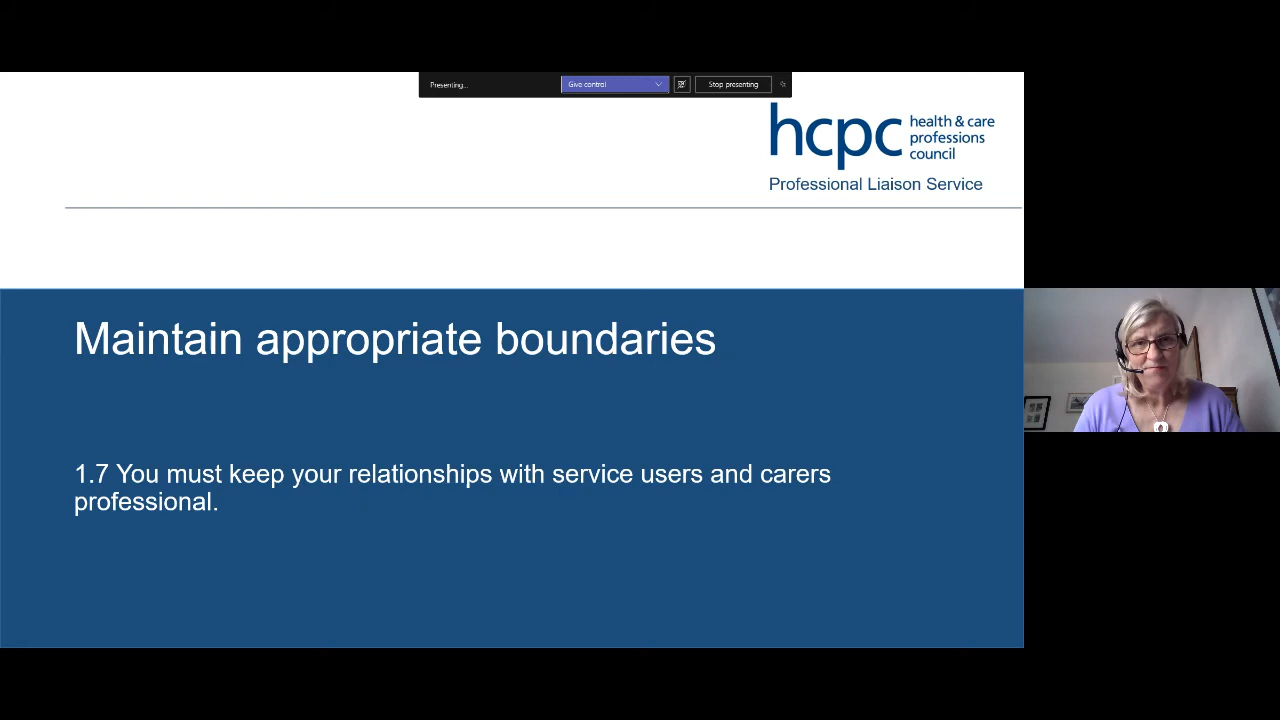 Presenting...
Give control
Stop presenting
hcpc
health & care
professions
council
Professional Liaison Service
Maintain appropriate boundaries
1.7 You must keep your relationships with service users and carers
professional.